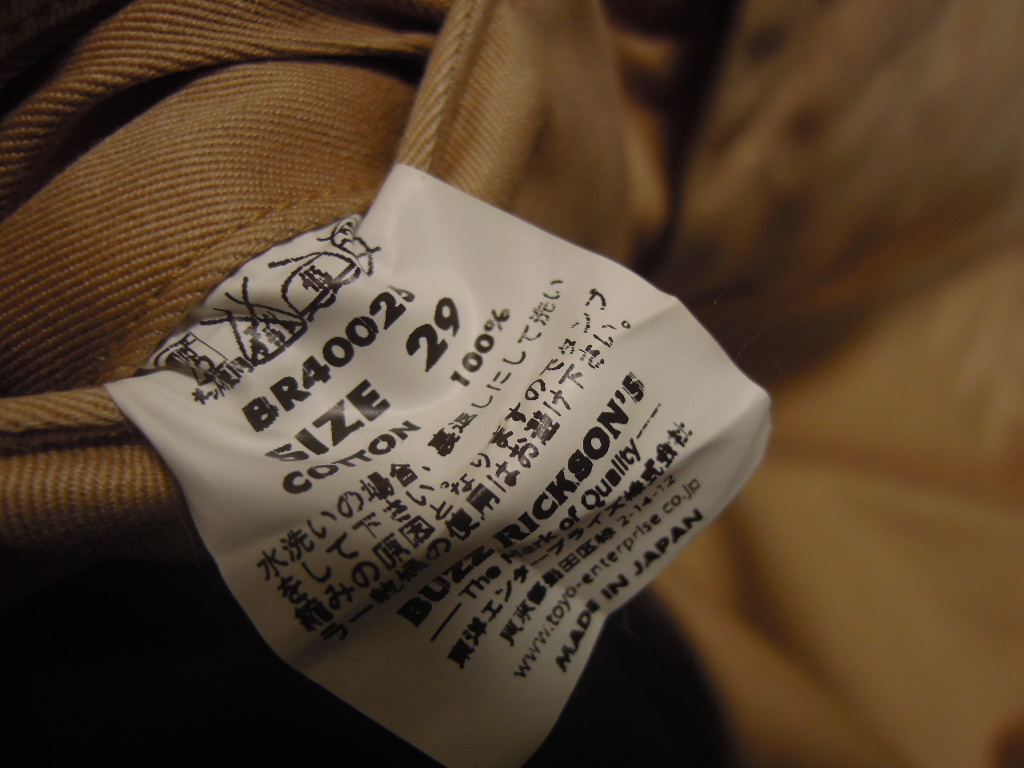 BR4002
SIZE 29
COTTON 100%
水洗いの場合、裏返しにして洗い
をして下さい。
縮みの原因となりますのでタンブ
ラー乾燥の使用はお避け下さい。
BUZZ RICKSON'S
The Mark of Quality
東洋エンタープライズ株式会社
東京都墨田区緑 2-14-12
www.toyo-enterprise.co.jp
MADE IN JAPAN